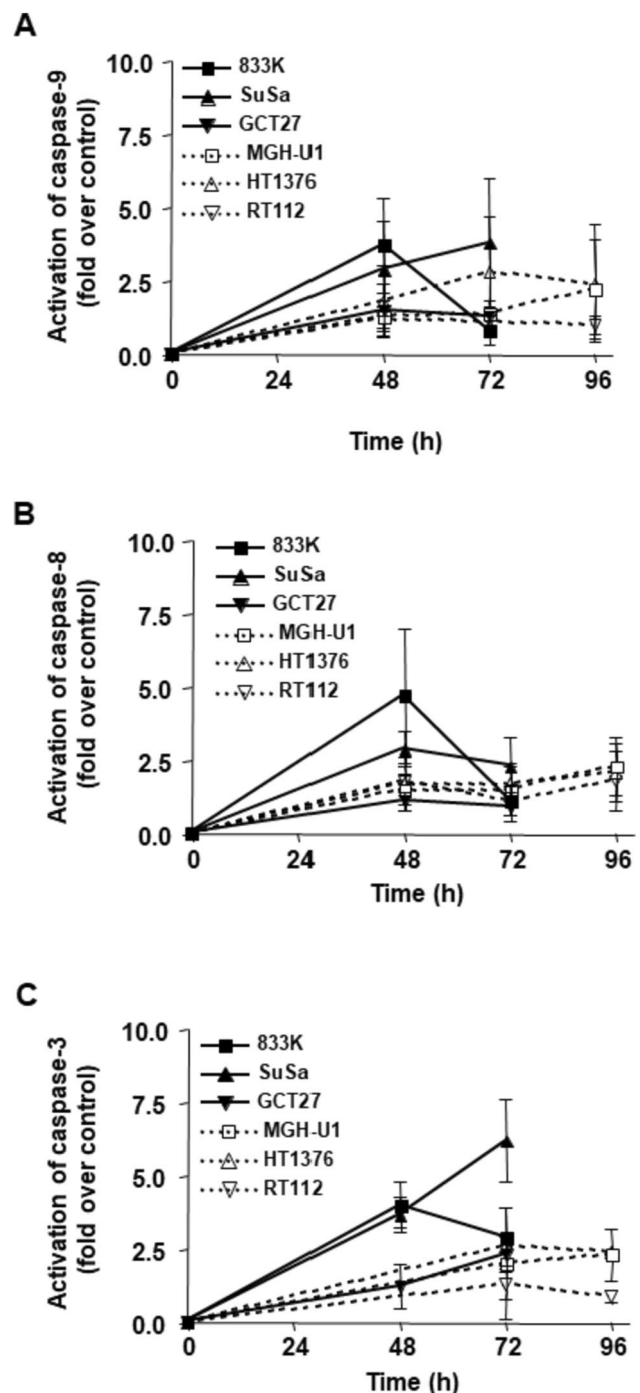 A
Activation of caspase-9
(fold over control)
10.0
7.5
5.0
2.5
0.0
833K
SuSa
GCT27
MGH-U1
HT1376
RT112
0 24 48 72 96
Time (h)
B
Activation of caspase-8
(fold over control)
10.0
7.5
5.0
2.5
0.0
833K
SuSa
GCT27
MGH-U1
HT1376
RT112
0 24 48 72 96
Time (h)
C
Activation of caspase-3
(fold over control)
10.0
7.5
5.0
2.5
0.0
833K
SuSa
GCT27
MGH-U1
HT1376
RT112
0 24 48 72 96
Time (h)